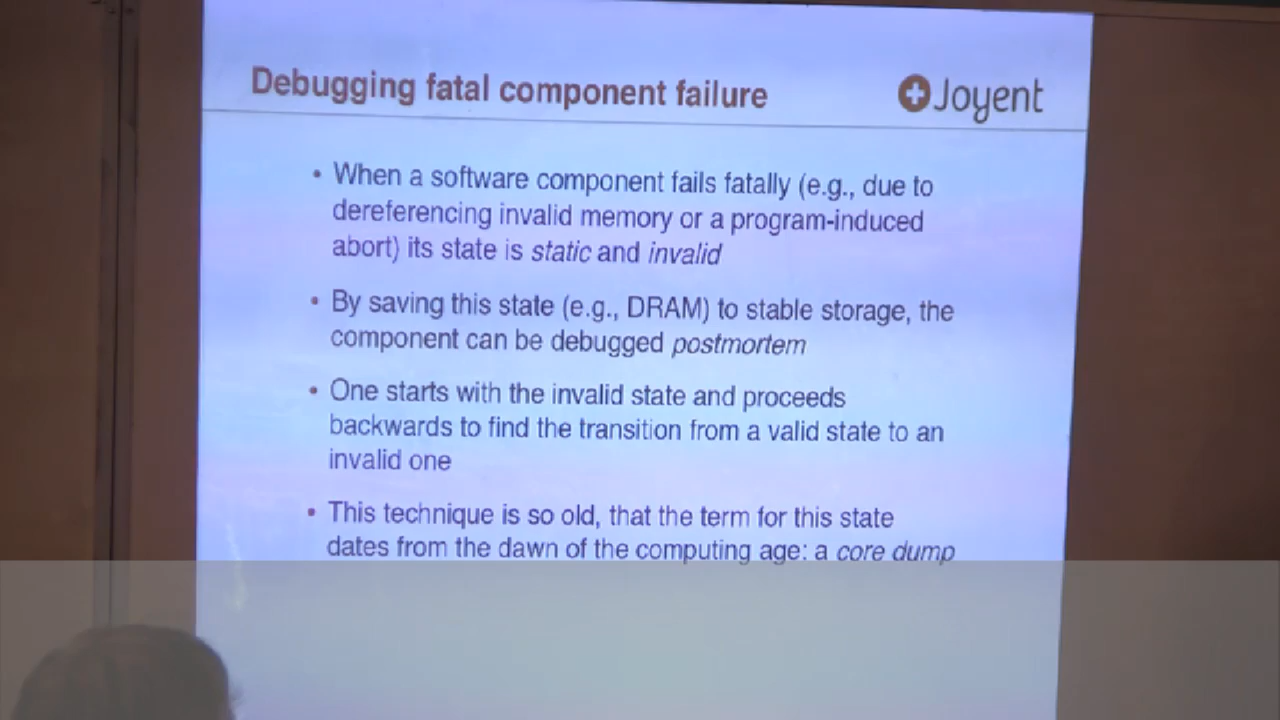 Debugging fatal component failure
Joyent
• When a software component fails fatally (e.g., due to
dereferencing invalid memory or a program-induced
abort) its state is static and invalid
• By saving this state (e.g., DRAM) to stable storage, the
component can be debugged postmortem
• One starts with the invalid state and proceeds
backwards to find the transition from a valid state to an
invalid one
• This technique is so old, that the term for this state
dates from the dawn of the computing age: a core dump